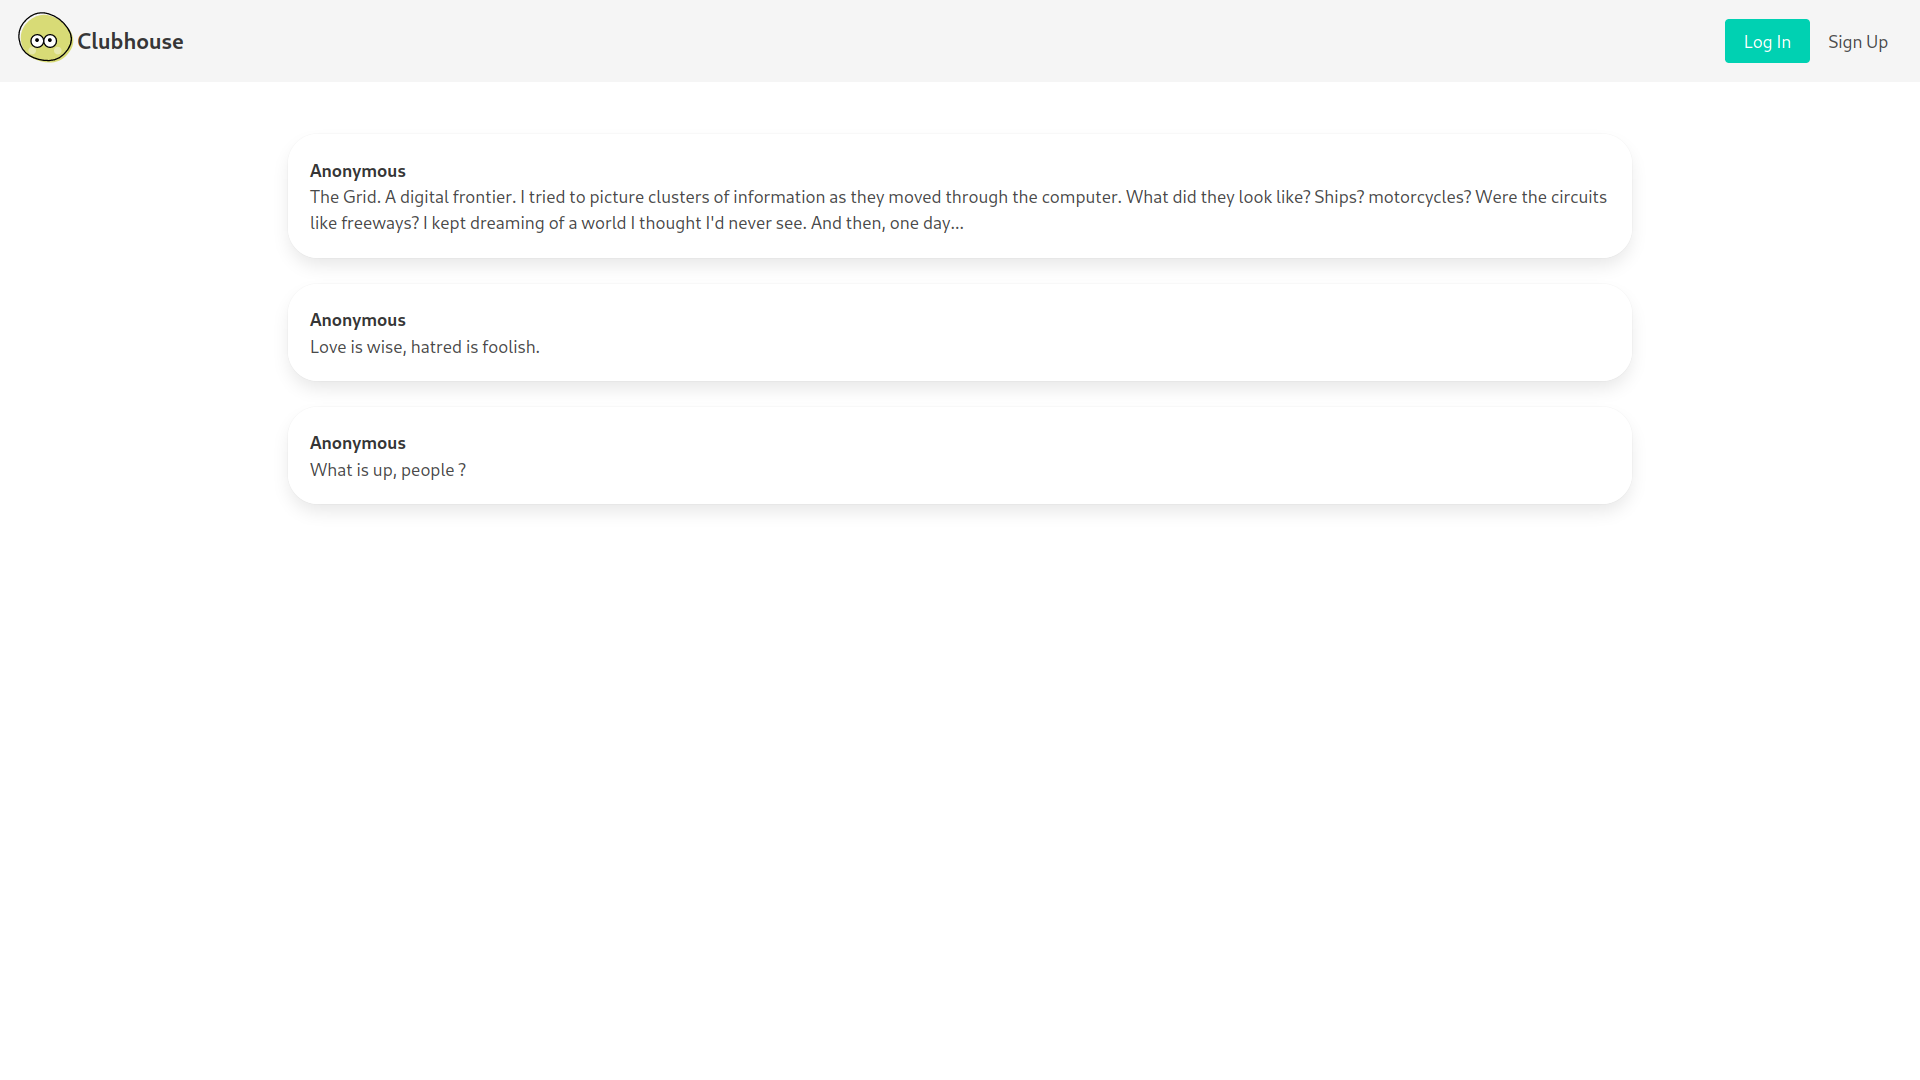 Clubhouse
Log In
Sign Up
Anonymous
The Grid. A digital frontier. I tried to picture clusters of information as they moved through the computer. What did they look like? Ships? motorcycles? Were the circuits
like freeways? I kept dreaming of a world I thought I'd never see. And then, one day...
Anonymous
Love is wise, hatred is foolish.
Anonymous
What is up, people ?